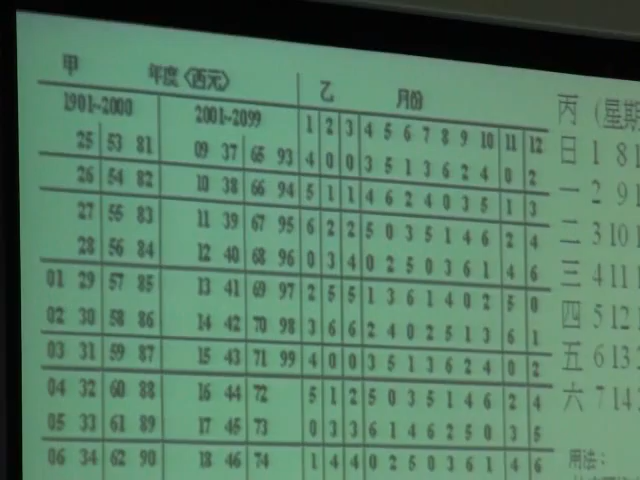 甲 年度《西元》 乙 月份 丙 (星期
1901~2000 2001~2099 1 2 3 4 5 6 7 8 9 10 11 12
25 53 81 09 37 65 93 4 0 0 3 5 1 3 6 2 4 0 2 日 1 8 1
26 54 82 10 38 66 94 5 1 1 4 6 2 4 0 3 5 1 3 一 2 9 1
27 55 83 11 39 67 95 6 2 2 5 0 3 5 1 4 6 2 4 二 3 10 1
28 56 84 12 40 68 96 0 3 4 0 2 5 0 3 6 1 4 6 三 4 11 1
01 29 57 85 13 41 69 97 2 5 5 1 3 6 1 4 0 2 5 0 四 5 12
02 30 58 86 14 42 70 98 3 6 6 2 4 0 2 5 1 3 6 1 五 6 13
03 31 59 87 15 43 71 99 4 0 0 3 5 1 3 6 2 4 0 2 六 7 14
04 32 60 88 16 44 72 5 1 2 5 0 3 5 1 4 6 2 4
05 33 61 89 17 45 73 0 3 3 6 1 4 6 2 5 0 3 5
06 34 62 90 18 46 74 1 4 4 0 2 5 0 3 6 1 4 6 用法：